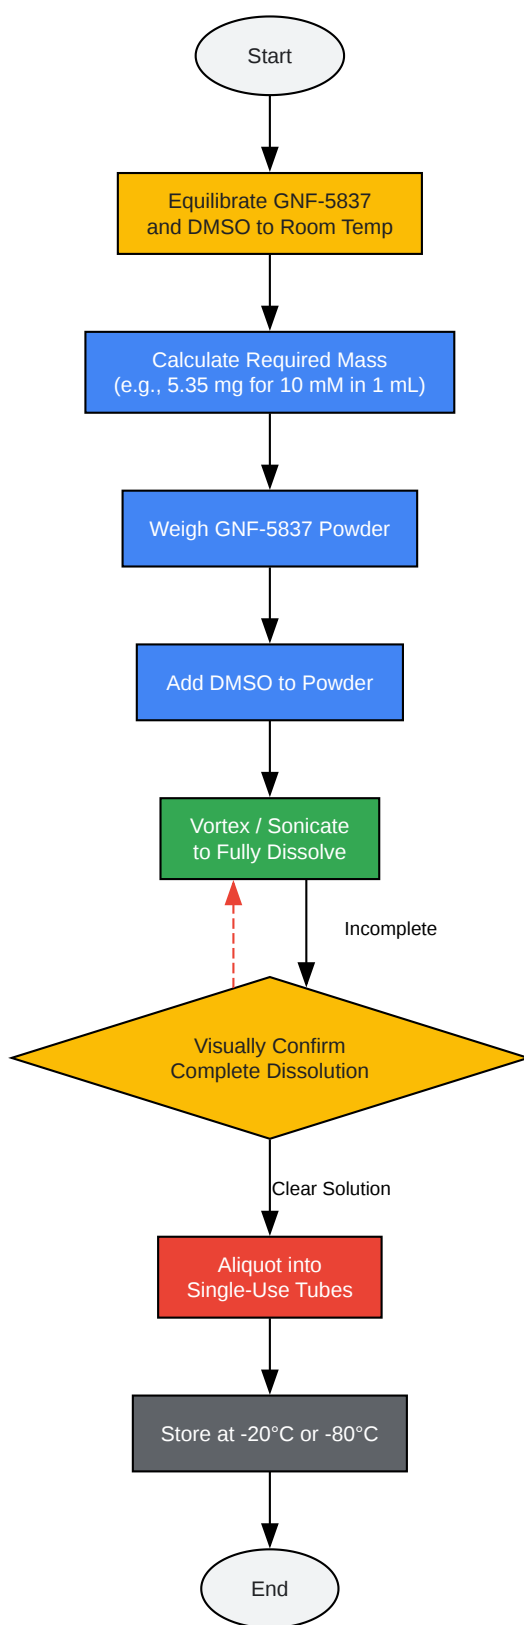 Start
Equilibrate GNF-5837
and DMSO to Room Temp
Calculate Required Mass
(e.g., 5.35 mg for 10 mM in 1 mL)
Weigh GNF-5837 Powder
Add DMSO to Powder
Vortex / Sonicate
to Fully Dissolve
Incomplete
Visually Confirm
Complete Dissolution
Clear Solution
Aliquot into
Single-Use Tubes
Store at -20°C or -80°C
End